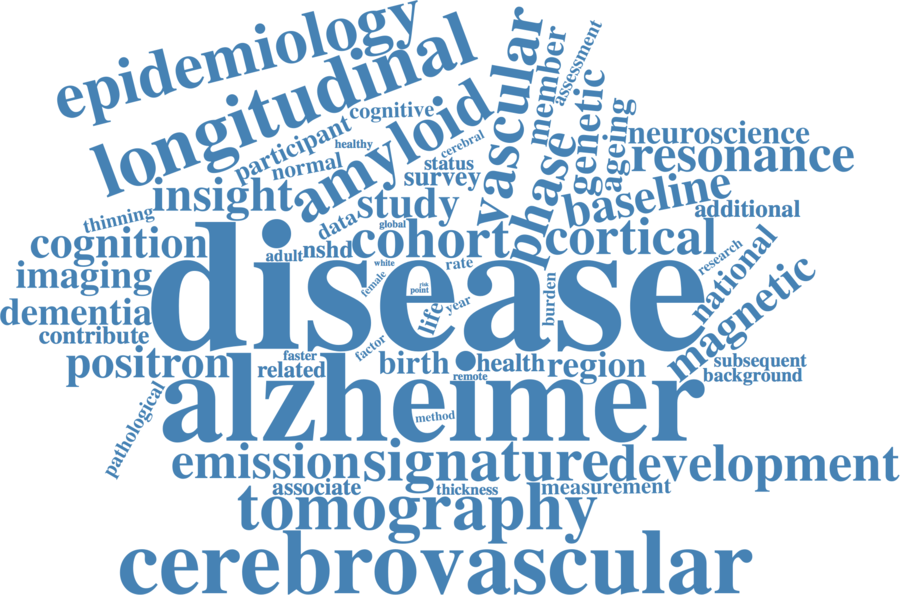 epidemiology
longitudinal
vascular
member
assessment
cognitive
participant
amyloid
healthy
cerebral
normal
status
survey
phase
genetic
ageing
neuroscience
resonance
insight
study
baseline
additional
thinning
data
global
cognition
adult
nshd
cohort
cortical
research
national
imaging
disease
white
rate
female
risk
point
burden
life
year
magnetic
dementia
contribute
factor
positron
faster
related
birth
health
region
remote
subsequent
background
pathological
alzheimer
method
emission
signature
development
associate
thickness
measurement
tomography
cerebrovascular